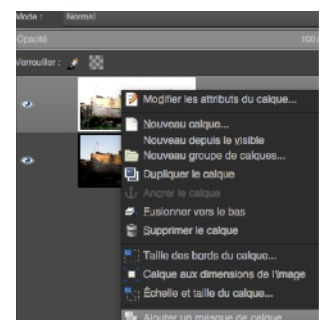 Mode : Normal
Opacité 100,
Verrouiller :
Modifier les attributs du calque...
Nouveau calque...
Nouveau depuis le visible
Nouveau groupe de calques...
Dupliquer le calque
Ancrer le calque
Fusionner vers le bas
Supprimer le calque
Taille des bords du calque...
Calque aux dimensions de l'image
Échelle et taille du calque...
Ajouter un masque de calque